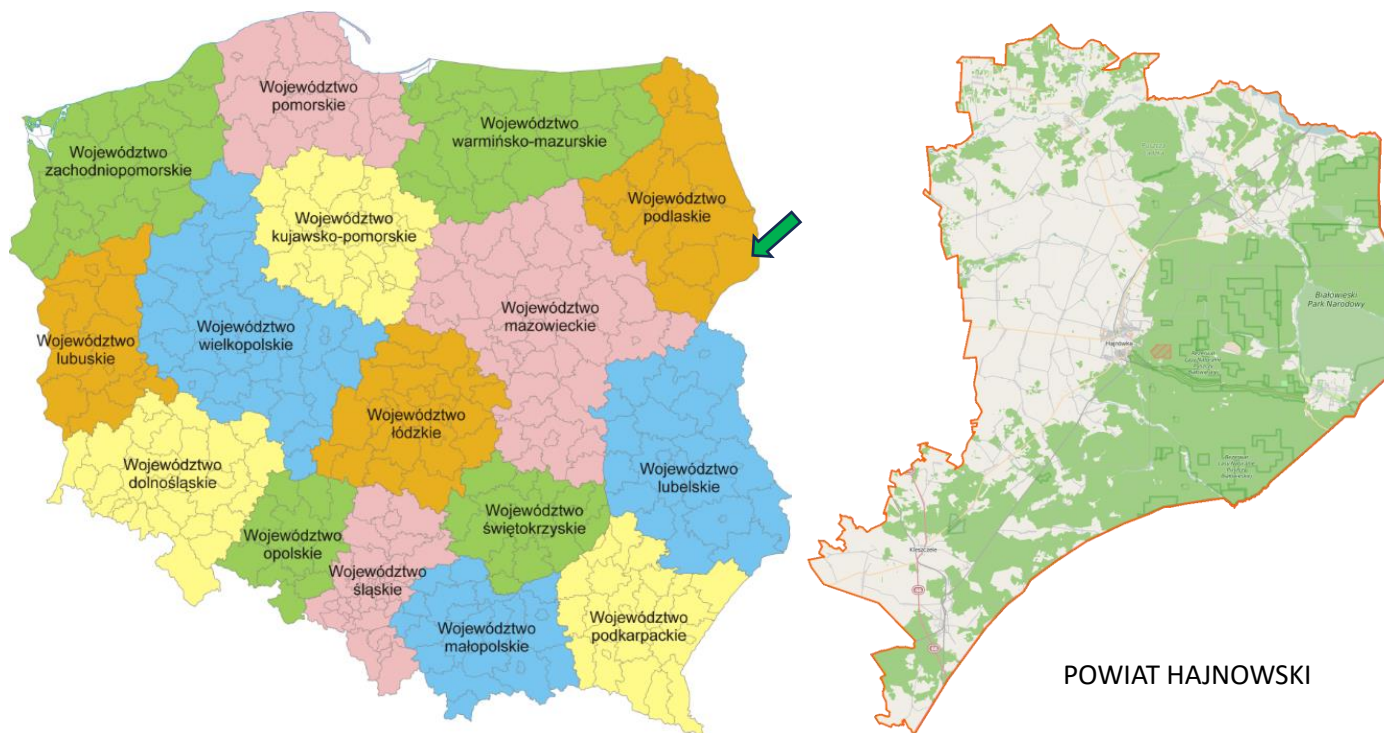 Województwo
pomorskie
Województwo
warmińsko-mazurskie
Województwo
zachodniopomorskie
Województwo
podlaskie
Województwo
kujawsko-pomorskie
Województwo
mazowieckie
Województwo
wielkopolskie
Województwo
lubuskie
Województwo
łódzkie
Województwo
dolnośląskie
Województwo
lubelskie
Województwo
świętokrzyskie
Województwo
opolskie
Województwo
śląskie
Województwo
małopolskie
Województwo
podkarpackie
Białowieski
Park Narodowy
Hajnówka
Kleszczele
POWIAT HAJNOWSKI